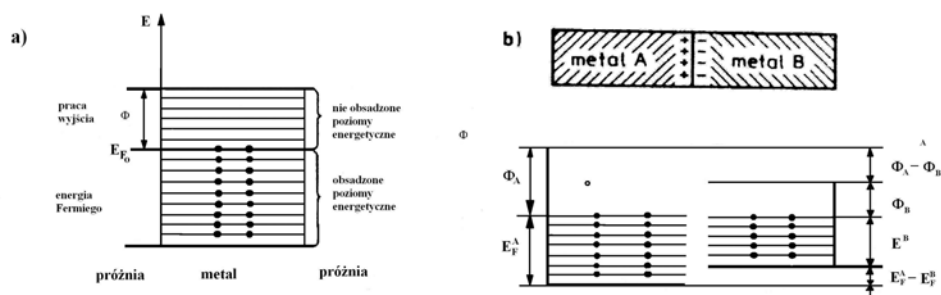 a)
E
praca
wyjścia
Φ
E_Fo
energia
Fermiego
nie obsadzone
poziomy
energetyczne
obsadzone
poziomy
energetyczne
próżnia
metal
próżnia
b)
metal A
+ -
+ -
+ -
+ -
metal B
Φ
A
Φ_A
Φ_A - Φ_B
Φ_B
E_F^A
E^B
E_F^A - E_F^B